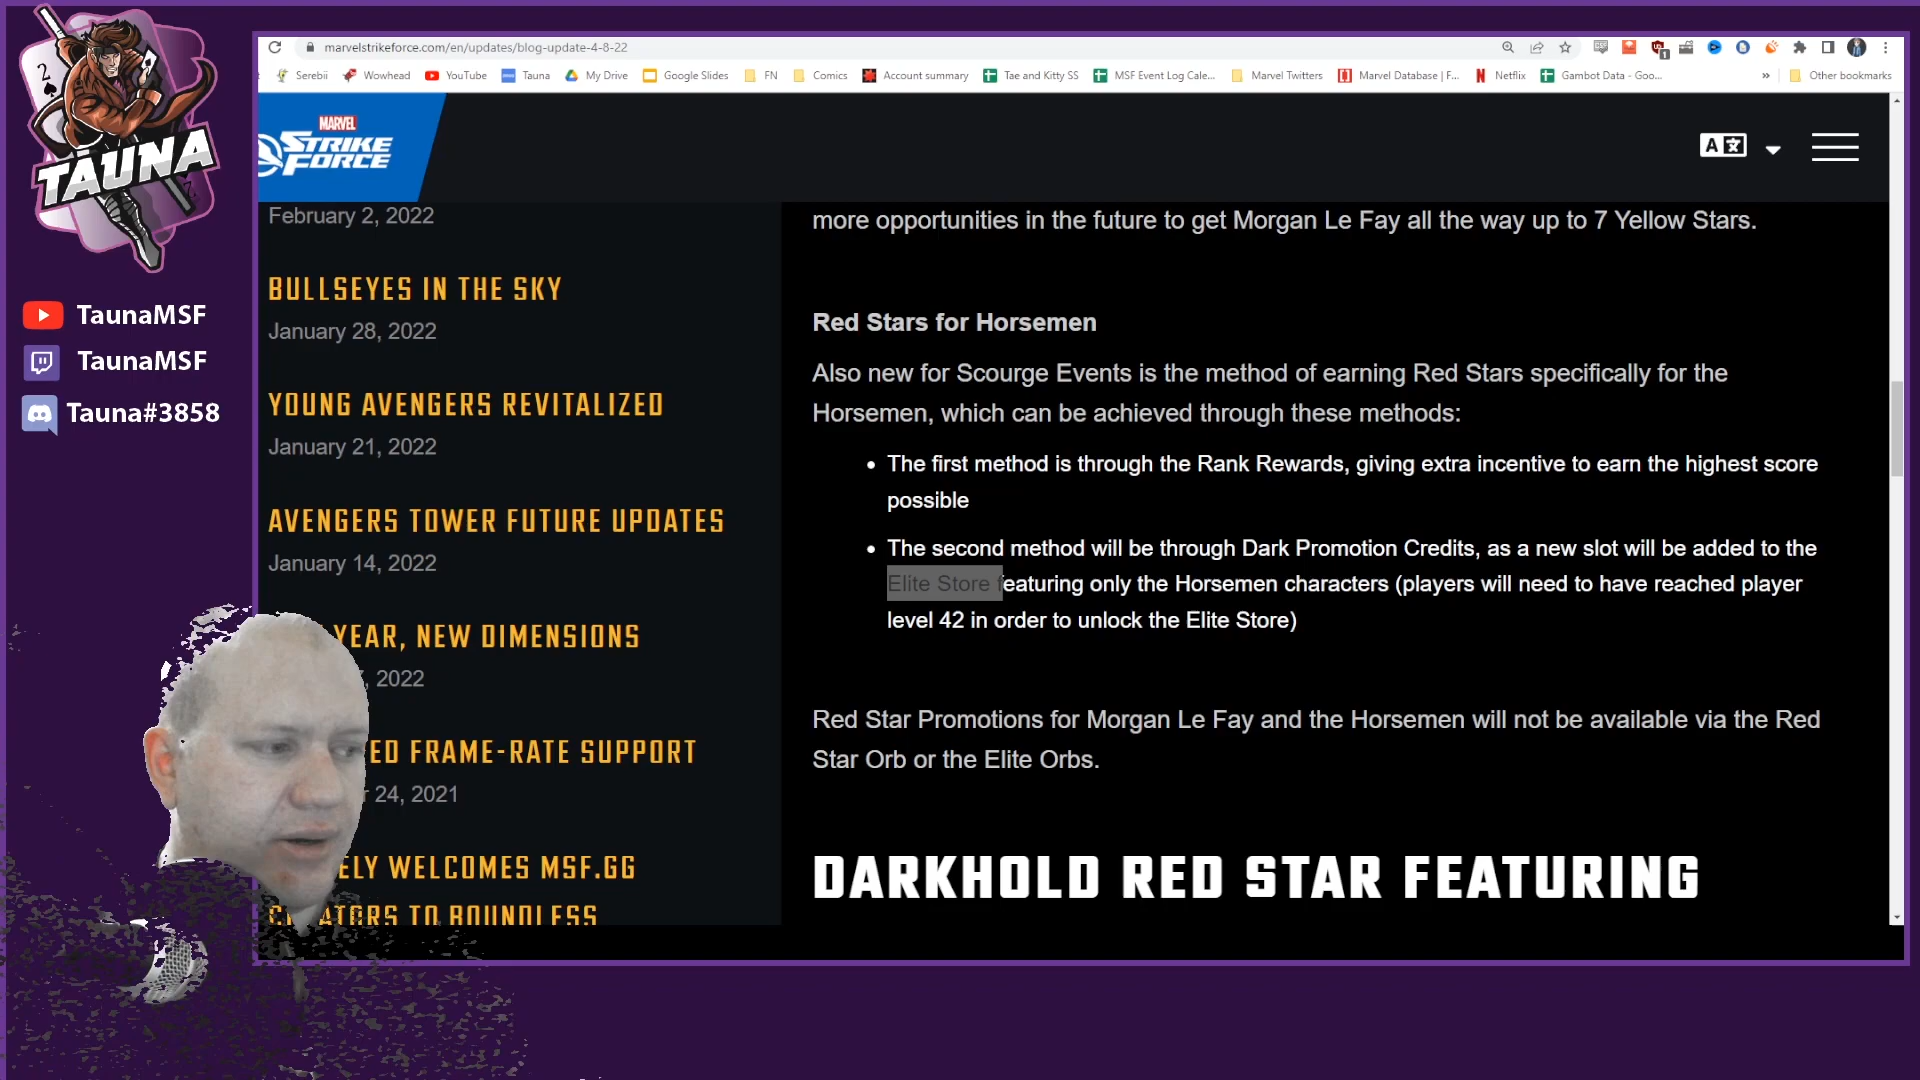 2
TAUNA
TaunaMSF
TaunaMSF
Tauna#3858
marvelstrikeforce.com/en/updates/blog-update-4-8-22
Serebii Wowhead YouTube Tauna My Drive Google Slides FN Comics Account summary Tae and Kitty SS MSF Event Log Cale... Marvel Twitters Marvel Database | F... Netflix Gambot Data - Goo... » Other bookmarks
MARVEL
STRIKE
FORCE
A 文
February 2, 2022
BULLSEYES IN THE SKY
January 28, 2022
YOUNG AVENGERS REVITALIZED
January 21, 2022
AVENGERS TOWER FUTURE UPDATES
January 14, 2022
YEAR, NEW DIMENSIONS
, 2022
ED FRAME-RATE SUPPORT
24, 2021
ELY WELCOMES MSF.GG
TO BOUNDLESS
more opportunities in the future to get Morgan Le Fay all the way up to 7 Yellow Stars.
Red Stars for Horsemen
Also new for Scourge Events is the method of earning Red Stars specifically for the
Horsemen, which can be achieved through these methods:
• The first method is through the Rank Rewards, giving extra incentive to earn the highest score
possible
• The second method will be through Dark Promotion Credits, as a new slot will be added to the
Elite Store featuring only the Horsemen characters (players will need to have reached player
level 42 in order to unlock the Elite Store)
Red Star Promotions for Morgan Le Fay and the Horsemen will not be available via the Red
Star Orb or the Elite Orbs.
DARKHOLD RED STAR FEATURING